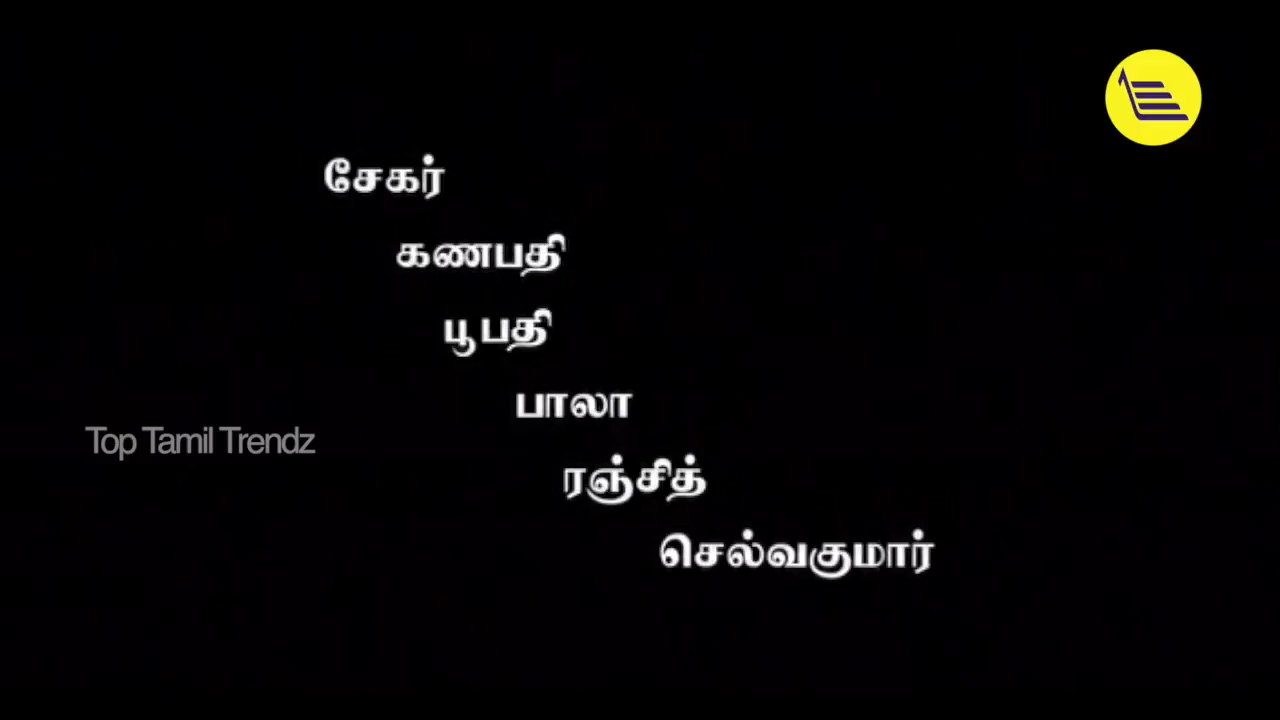 சேகர்
கணபதி
பூபதி
பாலா
Top Tamil Trendz
ரஞ்சித்
செல்வகுமார்